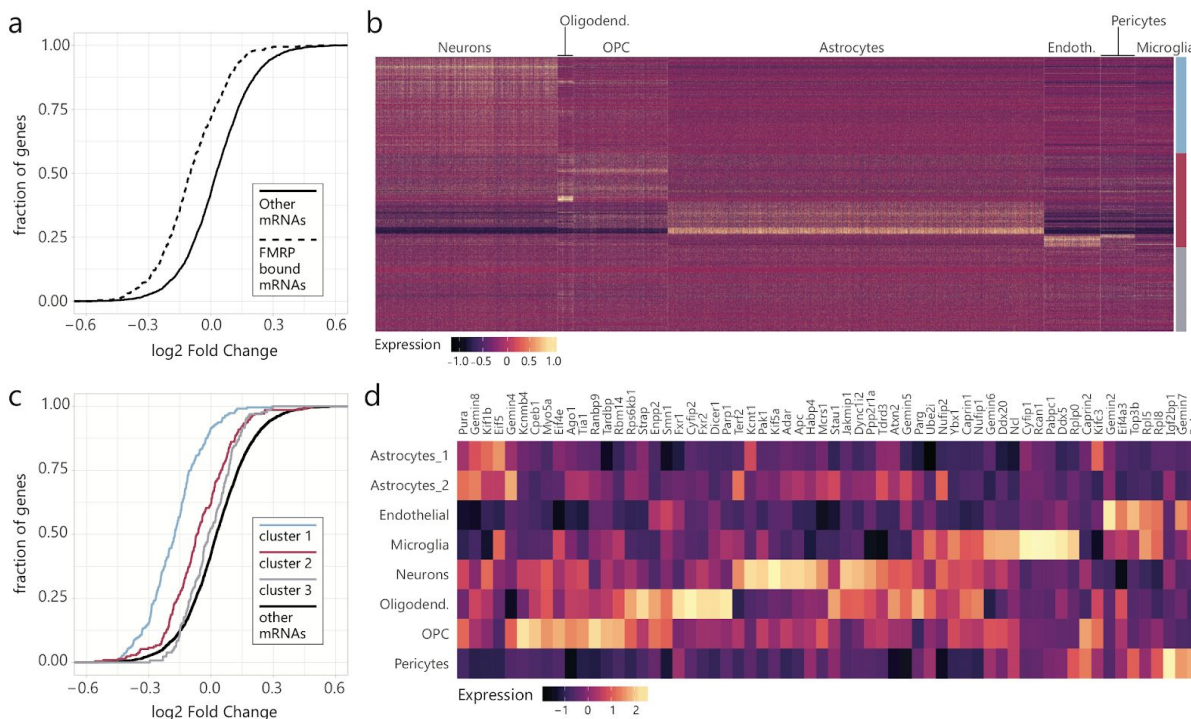 a
1.00
0.75
0.50
0.25
0.00
fraction of genes
−0.6
−0.3
0.0
0.3
0.6
log2 Fold Change
Other
mRNAs
FMRP
bound
mRNAs
b
Oligodend.
Pericytes
Neurons
OPC
Astrocytes
Endoth.
Microglia
Expression
-1.0
-0.5
0
0.5
1.0
c
1.00
0.75
0.50
0.25
0.00
fraction of genes
−0.6
−0.3
0.0
0.3
0.6
log2 Fold Change
cluster 1
cluster 2
cluster 3
other
mRNAs
d
Pura
Gemin8
Kif1b
Eif5
Gemin4
Kcnmb4
Cpeb1
Myo5a
Eif4e
Ago1
Tia1
Ranbp9
Tardbp
Rbm14
Rps6kb1
Strap
Enpp2
Smn1
Fxr1
Cyfip2
Fxr2
Dicer1
Parp1
Terf2
Kcnt1
Pak1
Kif5a
Adar
Apc
Habp4
Mcrs1
Stau1
Jakmip1
Dync1i2
Ppp2r1a
Tdrd3
Atxn2
Gemin5
Parg
Ube2i
Nufip2
Ybx1
Caprin1
Nufip1
Gemin6
Ddx20
Ncl
Cyfip1
Rcan1
Pabpc1
Ddx5
Rplp0
Caprin2
Kifc3
Gemin2
Eif4a3
Top3b
Rpl5
Rpl8
Igf2bp1
Gemin7
Astrocytes_1
Astrocytes_2
Endothelial
Microglia
Neurons
Oligodend.
OPC
Pericytes
Expression
−1
0
1
2